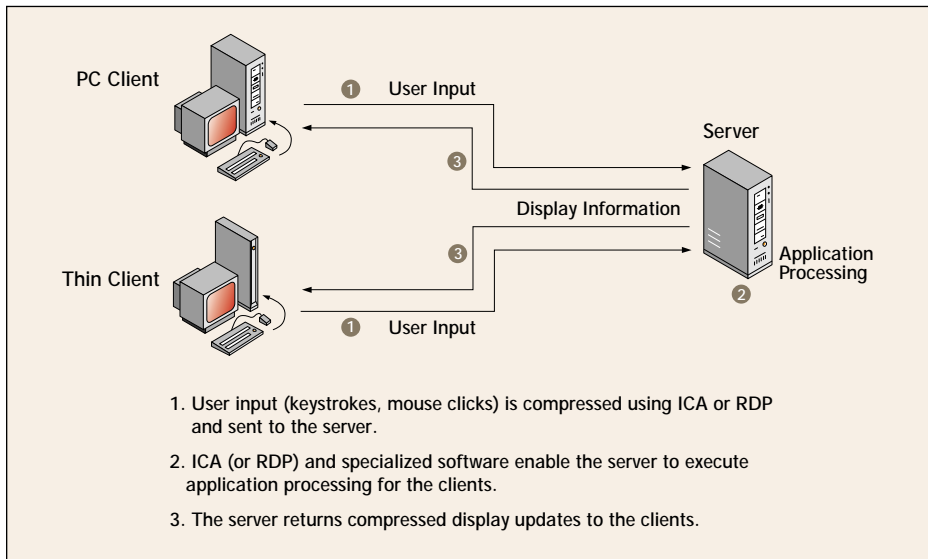 PC Client
1 User Input
Server
3
Display Information
3
Thin Client
Application
Processing
2
1 User Input
1. User input (keystrokes, mouse clicks) is compressed using ICA or RDP
and sent to the server.
2. ICA (or RDP) and specialized software enable the server to execute
application processing for the clients.
3. The server returns compressed display updates to the clients.